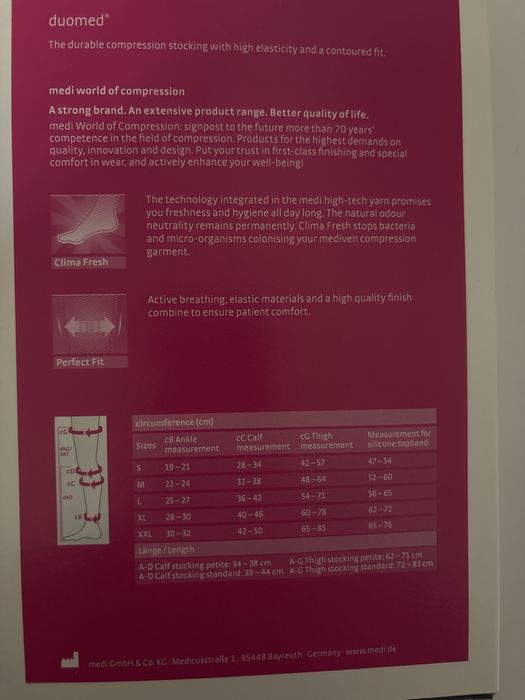 duomed®
The durable compression stocking with high elasticity and a contoured fit.
medi world of compression
A strong brand. An extensive product range. Better quality of life.
medi World of Compression: signpost to the future more than 70 years'
competence in the field of compression. Products for the highest demands on
quality, innovation and design. Put your trust in first-class finishing and special
comfort in wear, and actively enhance your well-being!
The technology integrated in the medi high-tech yarn promises
you freshness and hygiene all day long. The natural odour
neutrality remains permanently. Clima Fresh stops bacteria
and micro-organisms colonising your mediven compression
garment.
Clima Fresh
Active breathing, elastic materials and a high quality finish
combine to ensure patient comfort.
Perfect Fit
cG
ƐAG/
ƐAT
cD
cC
ƐAD
cB
circumference (cm)
Sizes cB Ankle measurement cC Calf measurement cG Thigh measurement Measurement for silicone topband
S 19–21 28–34 42–57 47–54
M 22–24 32–38 48–64 52–60
L 25–27 36–42 54–71 56–65
XL 28–30 40–46 60–78 62–72
XXL 30–32 42–50 65–85 65–76
Länge/Length
A-D Calf stocking petite: 34–38 cm A-G Thigh stocking petite: 62–71 cm
A-D Calf stocking standard: 39–44 cm A-G Thigh stocking standard: 72–83 cm
medi GmbH & Co. KG · Medicusstraße 1 · 95448 Bayreuth · Germany · www.medi.de